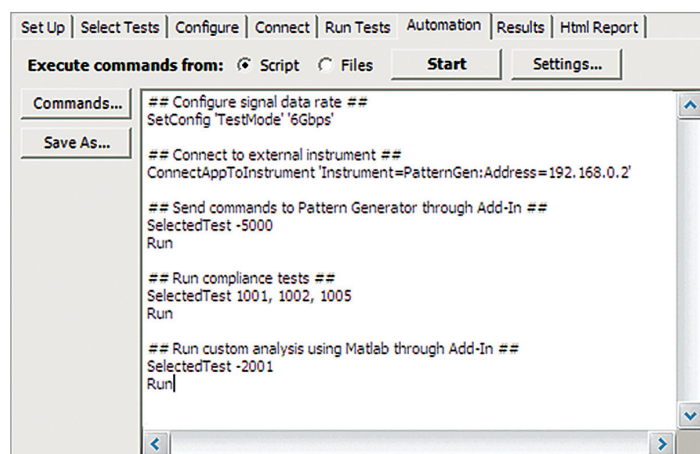 Set Up Select Tests Configure Connect Run Tests Automation Results Html Report
Execute commands from: Script Files Start Settings...
Commands...
Save As...
## Configure signal data rate ##
SetConfig 'TestMode' '6Gbps'
## Connect to external instrument ##
ConnectAppToInstrument 'Instrument=PatternGen:Address=192.168.0.2'
## Send commands to Pattern Generator through Add-In ##
SelectedTest -5000
Run
## Run compliance tests ##
SelectedTest 1001, 1002, 1005
Run
## Run custom analysis using Matlab through Add-In ##
SelectedTest -2001
Run